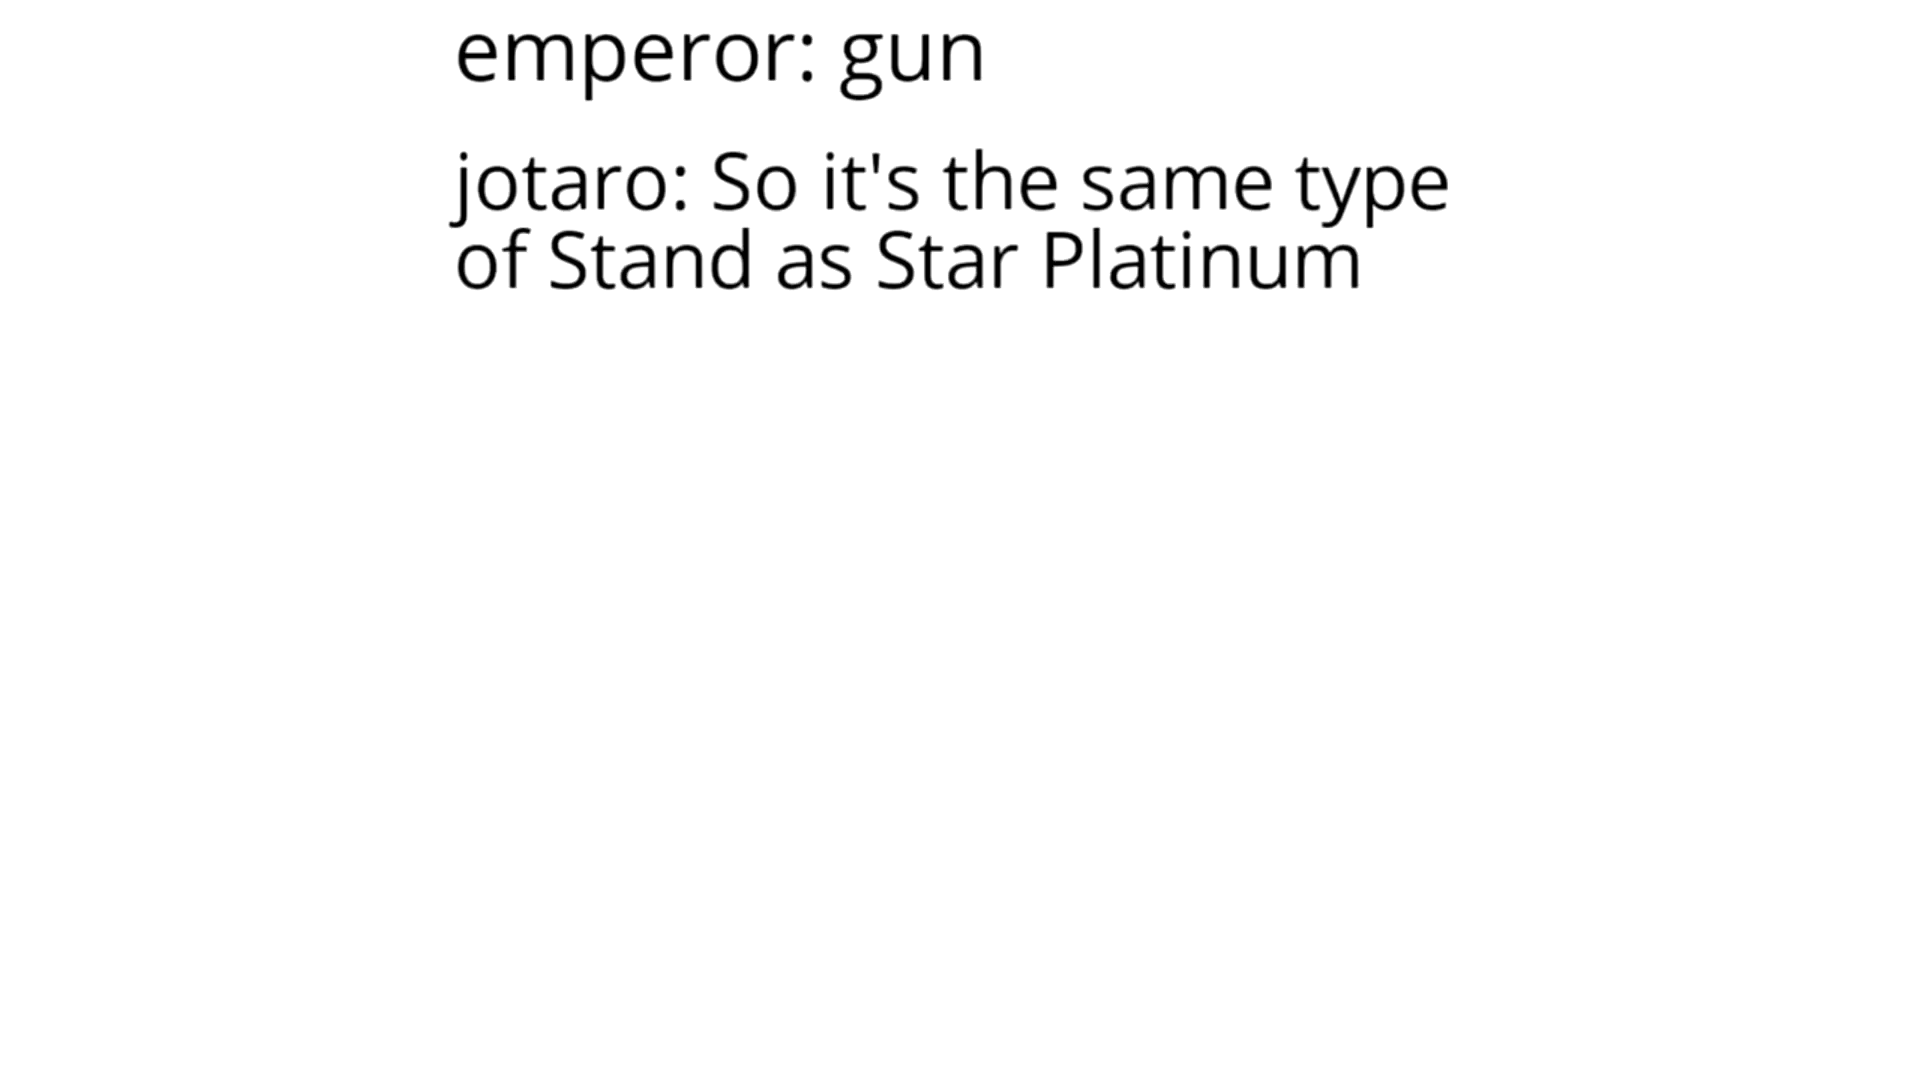 emperor: gun
jotaro: So it's the same type
of Stand as Star Platinum